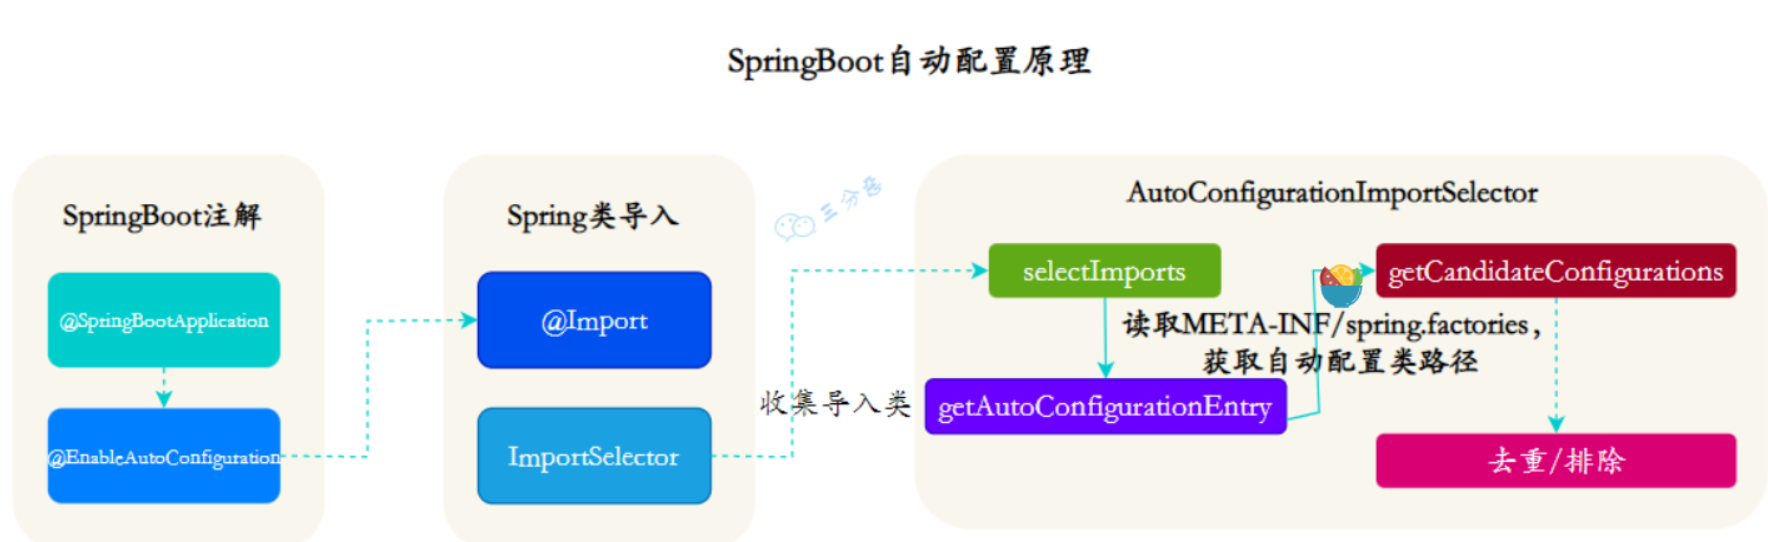 SpringBoot自动配置原理
SpringBoot注解
@SpringBootApplication
@EnableAutoConfiguration
Spring类导入
@Import
ImportSelector
三分恶
收集导入类
AutoConfigurationImportSelector
selectImports
getCandidateConfigurations
读取META-INF/spring.factories，
获取自动配置类路径
getAutoConfigurationEntry
去重/排除